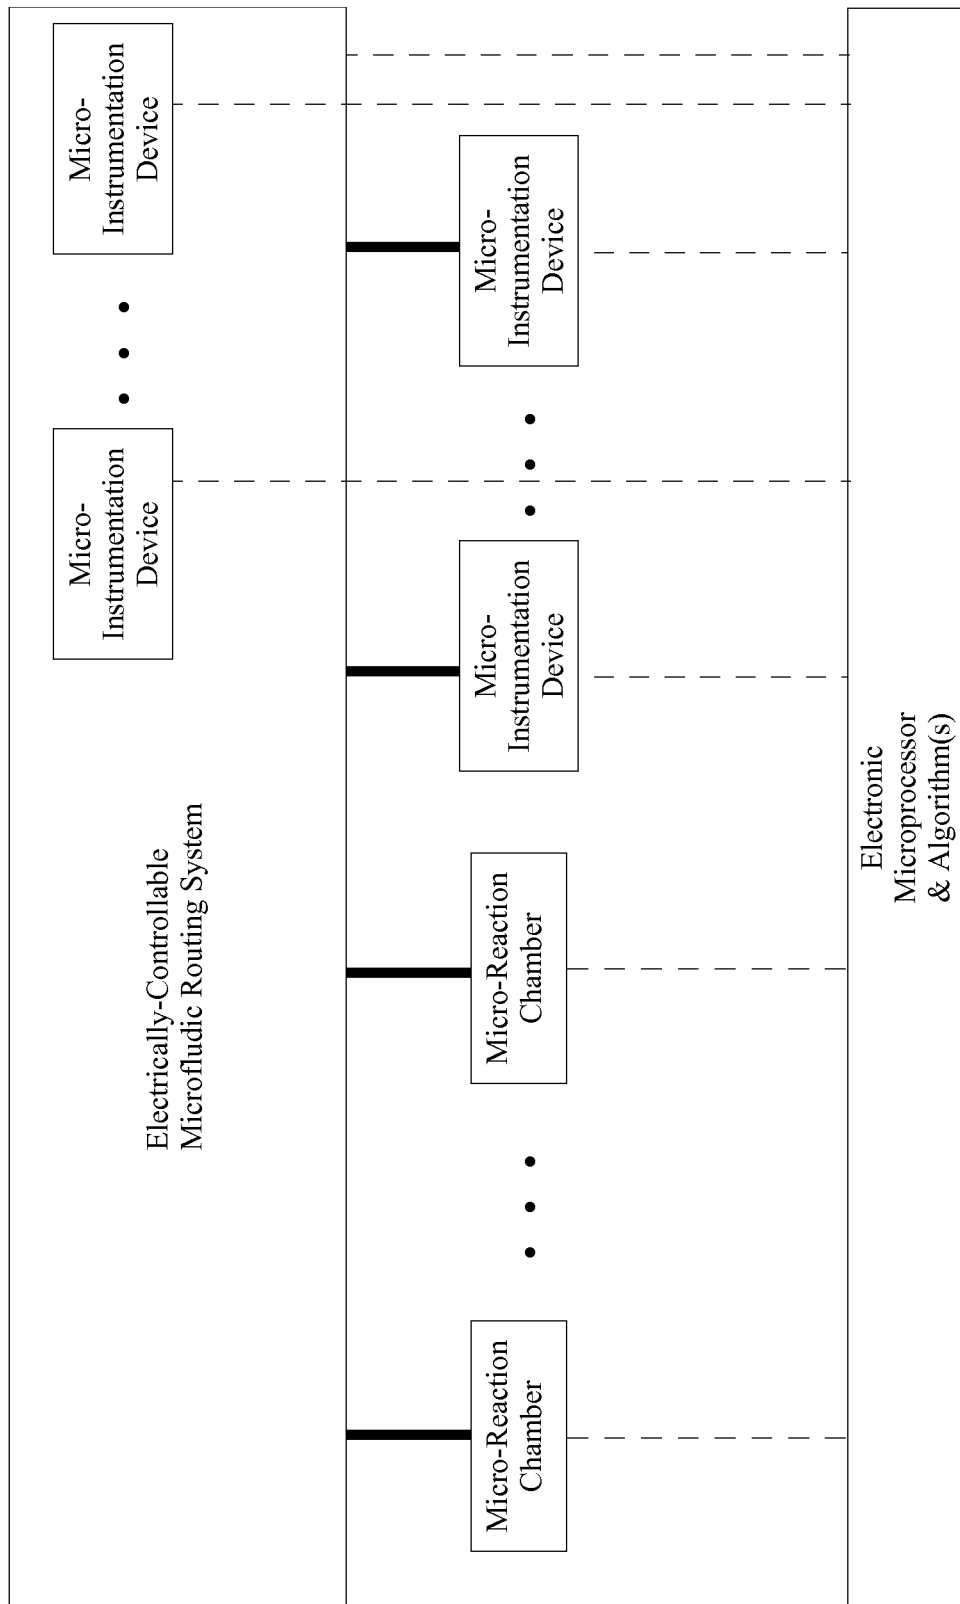 Electrically-Controllable
Microfludic Routing System
Micro-
Instrumentation
Device
Micro-
Instrumentation
Device
Micro-Reaction
Chamber
Micro-Reaction
Chamber
Micro-
Instrumentation
Device
Micro-
Instrumentation
Device
Electronic
Microprocessor
& Algorithm(s)